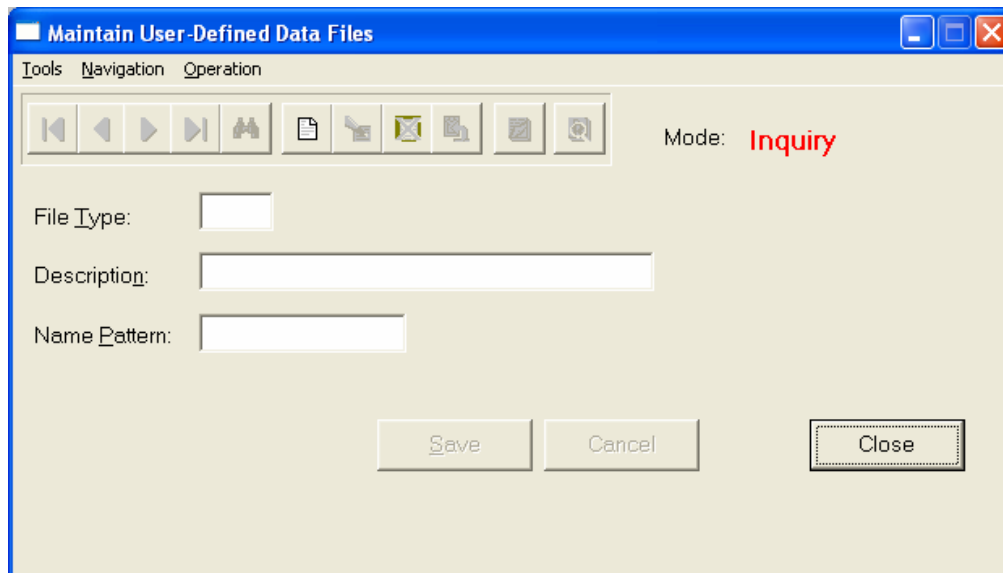 Maintain User-Defined Data Files
Tools Navigation Operation
Mode: Inquiry
File Type:
Description:
Name Pattern:
Save Cancel Close